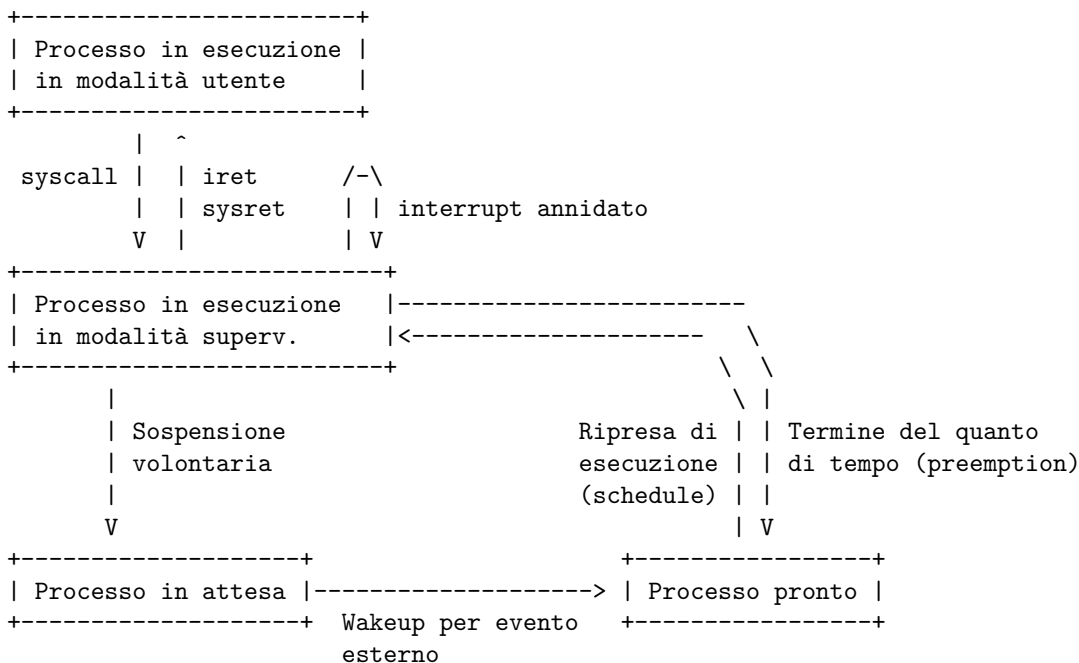 Processo in esecuzione
in modalità utente
syscall
iret
sysret
interrupt annidato
Processo in esecuzione
in modalità superv.
Sospensione
volontaria
Ripresa di
esecuzione
(schedule)
Termine del quanto
di tempo (preemption)
Processo in attesa
Wakeup per evento
esterno
Processo pronto